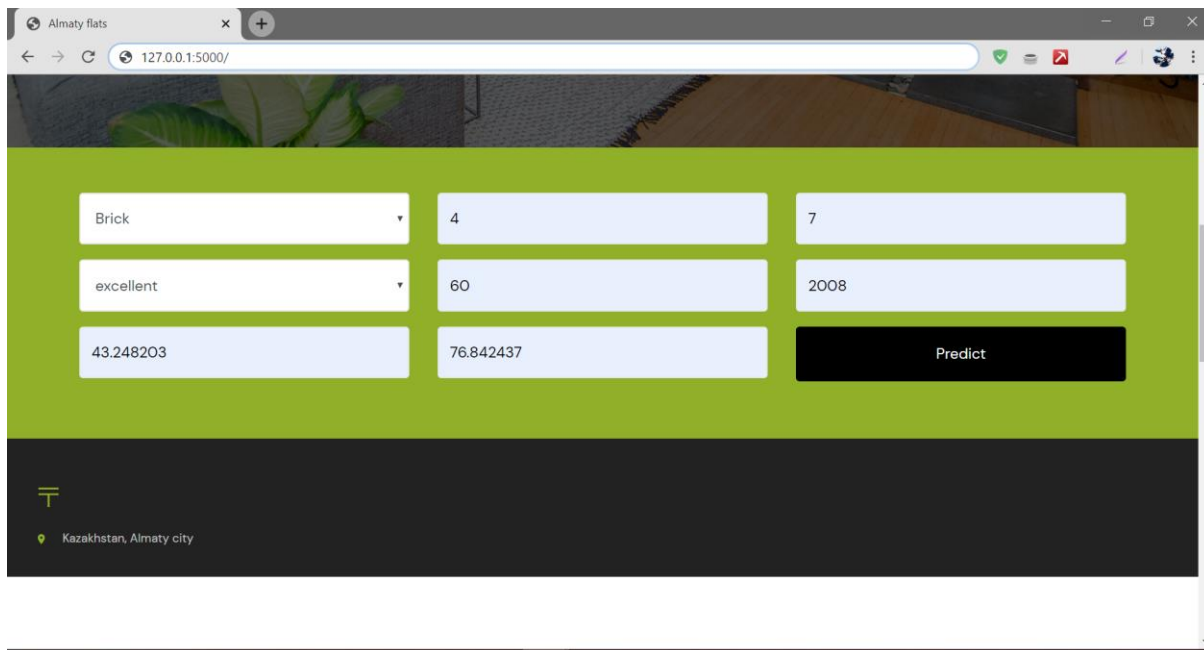 Almaty flats
127.0.0.1:5000/
Brick 4 7
excellent 60 2008
43.248203 76.842437 Predict
₸
Kazakhstan, Almaty city